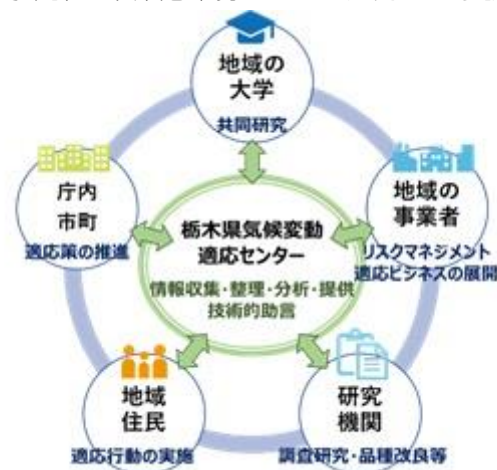 地域の
大学
共同研究
庁内
市町
適応策の推進
地域の
事業者
リスクマネジメント
適応ビジネスの展開
栃木県気候変動
適応センター
情報収集・整理・分析・提供
技術的助言
地域
住民
適応行動の実施
研究
機関
調査研究・品種改良等